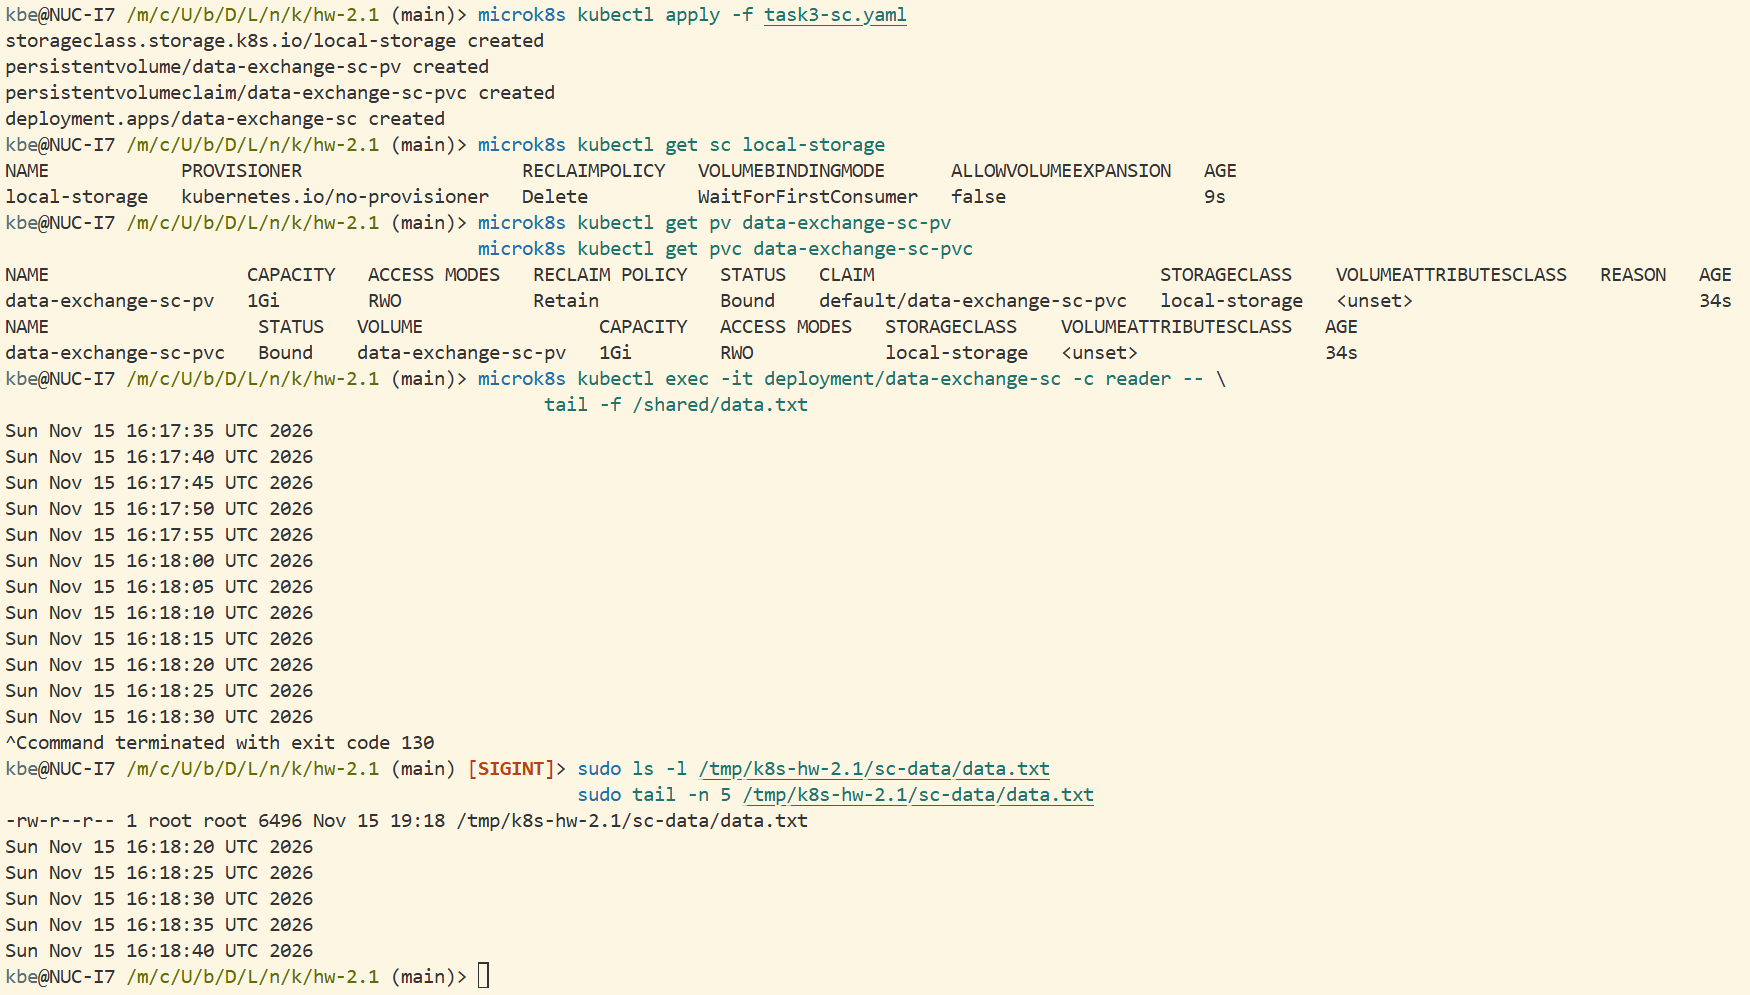 kbe@NUC-I7 /m/c/U/b/D/L/n/k/hw-2.1 (main)> microk8s kubectl apply -f task3-sc.yaml
storageclass.storage.k8s.io/local-storage created
persistentvolume/data-exchange-sc-pv created
persistentvolumeclaim/data-exchange-sc-pvc created
deployment.apps/data-exchange-sc created
kbe@NUC-I7 /m/c/U/b/D/L/n/k/hw-2.1 (main)> microk8s kubectl get sc local-storage
NAME            PROVISIONER                    RECLAIMPOLICY   VOLUMEBINDINGMODE      ALLOWVOLUMEEXPANSION   AGE
local-storage   kubernetes.io/no-provisioner   Delete          WaitForFirstConsumer   false                  9s
kbe@NUC-I7 /m/c/U/b/D/L/n/k/hw-2.1 (main)> microk8s kubectl get pv data-exchange-sc-pv
                                           microk8s kubectl get pvc data-exchange-sc-pvc
NAME                  CAPACITY   ACCESS MODES   RECLAIM POLICY   STATUS   CLAIM                          STORAGECLASS    VOLUMEATTRIBUTESCLASS   REASON   AGE
data-exchange-sc-pv   1Gi        RWO            Retain           Bound    default/data-exchange-sc-pvc   local-storage   <unset>                          34s
NAME                   STATUS   VOLUME                CAPACITY   ACCESS MODES   STORAGECLASS    VOLUMEATTRIBUTESCLASS   AGE
data-exchange-sc-pvc   Bound    data-exchange-sc-pv   1Gi        RWO            local-storage   <unset>                 34s
kbe@NUC-I7 /m/c/U/b/D/L/n/k/hw-2.1 (main)> microk8s kubectl exec -it deployment/data-exchange-sc -c reader -- \
                                                 tail -f /shared/data.txt
Sun Nov 15 16:17:35 UTC 2026
Sun Nov 15 16:17:40 UTC 2026
Sun Nov 15 16:17:45 UTC 2026
Sun Nov 15 16:17:50 UTC 2026
Sun Nov 15 16:17:55 UTC 2026
Sun Nov 15 16:18:00 UTC 2026
Sun Nov 15 16:18:05 UTC 2026
Sun Nov 15 16:18:10 UTC 2026
Sun Nov 15 16:18:15 UTC 2026
Sun Nov 15 16:18:20 UTC 2026
Sun Nov 15 16:18:25 UTC 2026
Sun Nov 15 16:18:30 UTC 2026
^Ccommand terminated with exit code 130
kbe@NUC-I7 /m/c/U/b/D/L/n/k/hw-2.1 (main) [SIGINT]> sudo ls -l /tmp/k8s-hw-2.1/sc-data/data.txt
                                                    sudo tail -n 5 /tmp/k8s-hw-2.1/sc-data/data.txt
-rw-r--r-- 1 root root 6496 Nov 15 19:18 /tmp/k8s-hw-2.1/sc-data/data.txt
Sun Nov 15 16:18:20 UTC 2026
Sun Nov 15 16:18:25 UTC 2026
Sun Nov 15 16:18:30 UTC 2026
Sun Nov 15 16:18:35 UTC 2026
Sun Nov 15 16:18:40 UTC 2026
kbe@NUC-I7 /m/c/U/b/D/L/n/k/hw-2.1 (main)>